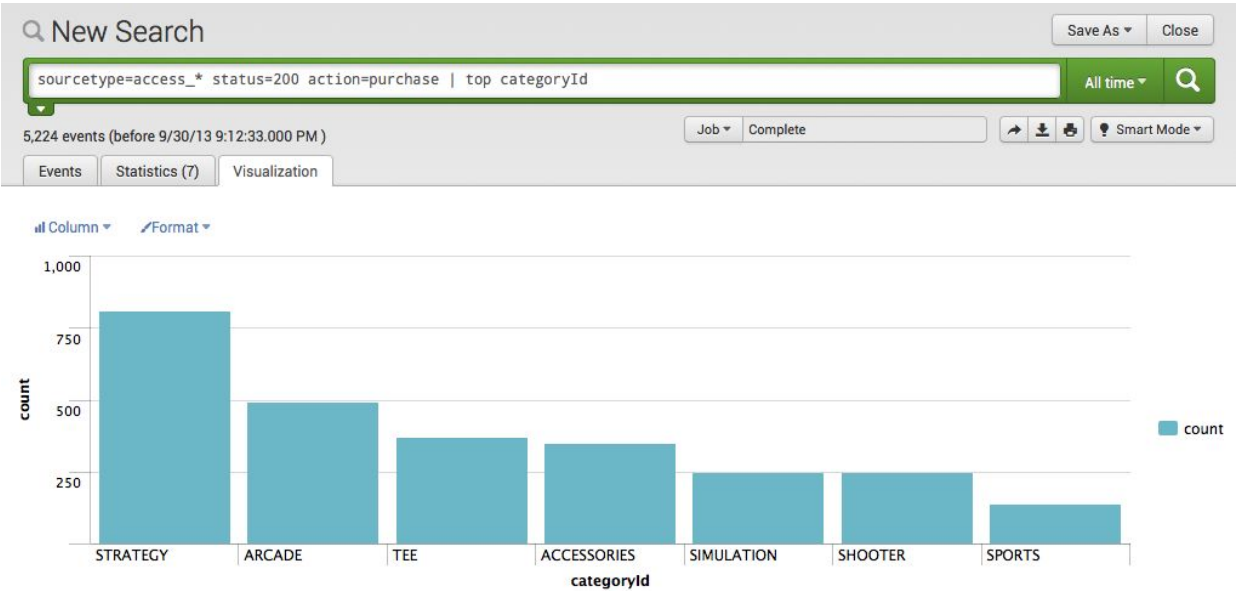 New Search
Save As Close
sourcetype=access_* status=200 action=purchase | top categoryId
All time
5,224 events (before 9/30/13 9:12:33.000 PM )
Job Complete
Smart Mode
Events Statistics (7) Visualization
Column Format
1,000
750
500
250
count
count
STRATEGY ARCADE TEE ACCESSORIES SIMULATION SHOOTER SPORTS
categoryId